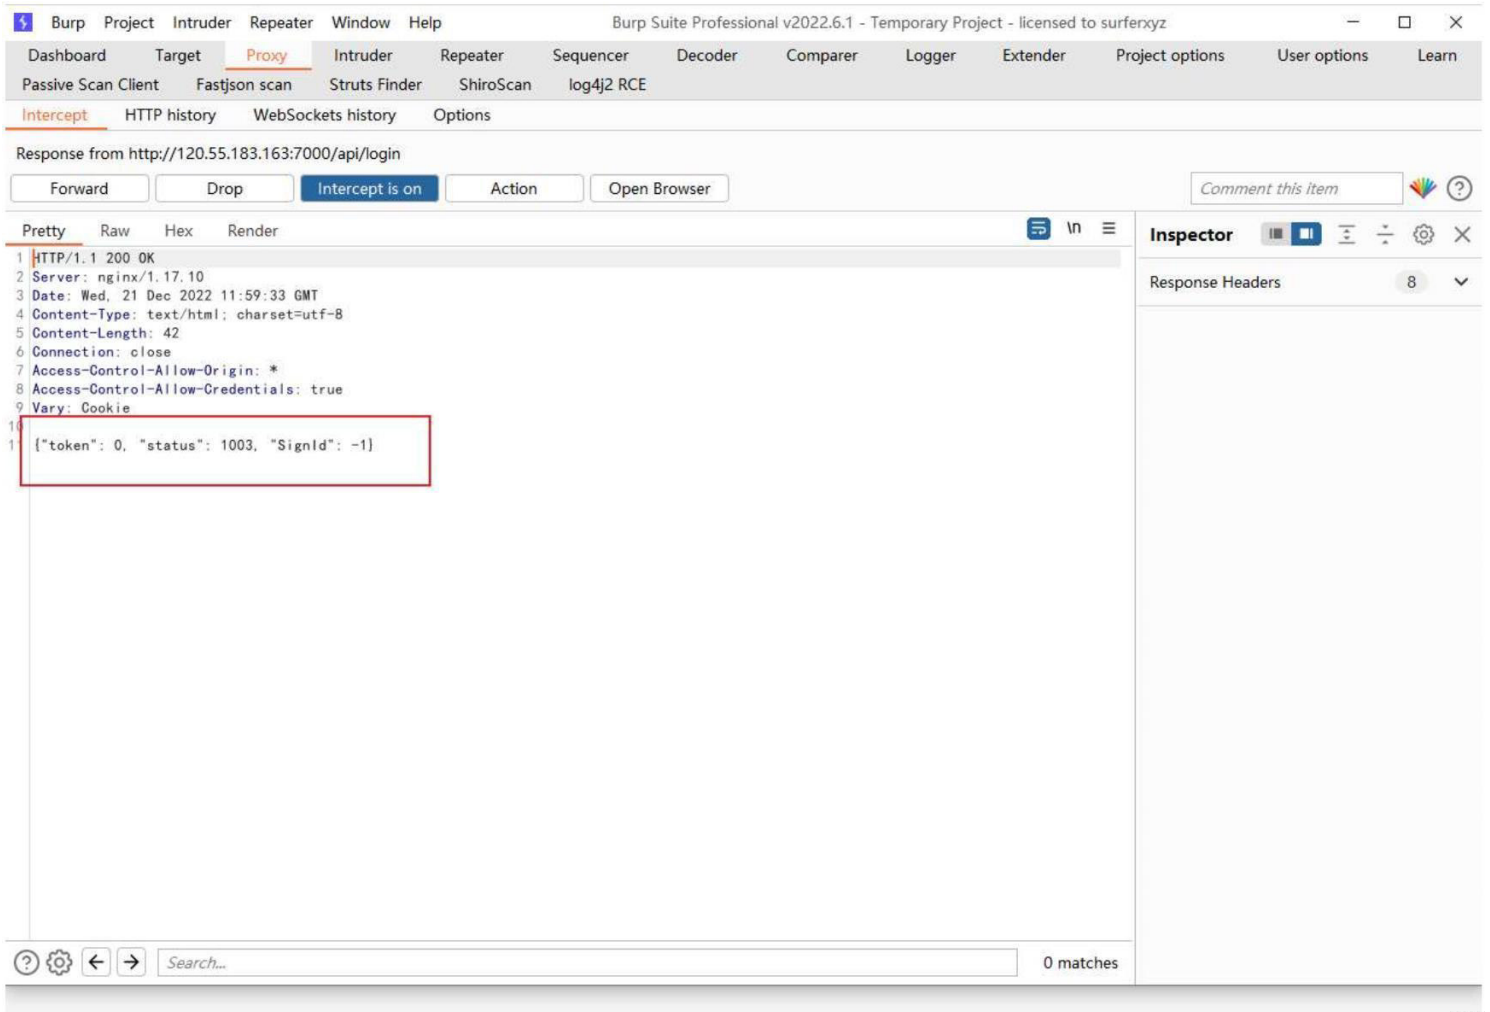 Burp Project Intruder Repeater Window Help Burp Suite Professional v2022.6.1 - Temporary Project - licensed to surferxyz
Dashboard Target Proxy Intruder Repeater Sequencer Decoder Comparer Logger Extender Project options User options Learn
Passive Scan Client Fastjson scan Struts Finder ShiroScan log4j2 RCE
Intercept HTTP history WebSockets history Options
Response from http://120.55.183.163:7000/api/login
Forward Drop Intercept is on Action Open Browser Comment this item
Pretty Raw Hex Render \n Inspector
1 HTTP/1.1 200 OK
2 Server: nginx/1.17.10
Response Headers 8
3 Date: Wed, 21 Dec 2022 11:59:33 GMT
4 Content-Type: text/html; charset=utf-8
5 Content-Length: 42
6 Connection: close
7 Access-Control-Allow-Origin: *
8 Access-Control-Allow-Credentials: true
9 Vary: Cookie
10
11 {"token": 0, "status": 1003, "SignId": -1}
Search... 0 matches